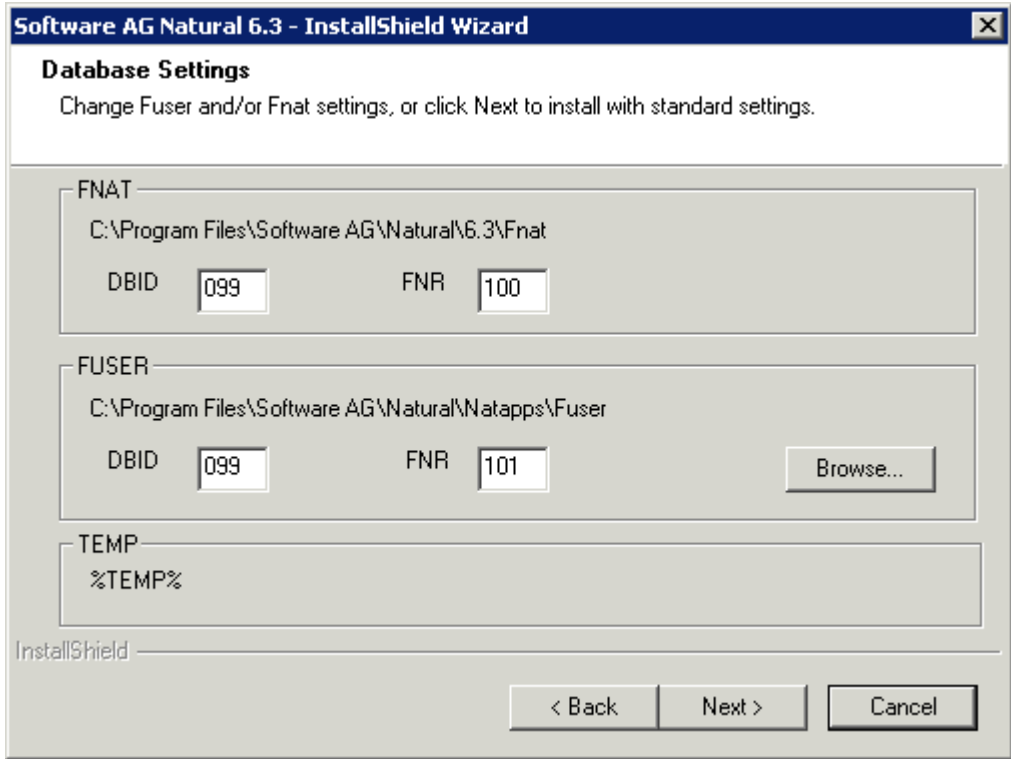 Software AG Natural 6.3 - InstallShield Wizard
Database Settings
Change Fuser and/or Fnat settings, or click Next to install with standard settings.
FNAT
C:\Program Files\Software AG\Natural\6.3\Fnat
DBID 099 FNR 100
FUSER
C:\Program Files\Software AG\Natural\Natapps\Fuser
DBID 099 FNR 101 Browse...
TEMP
%TEMP%
InstallShield
< Back Next > Cancel